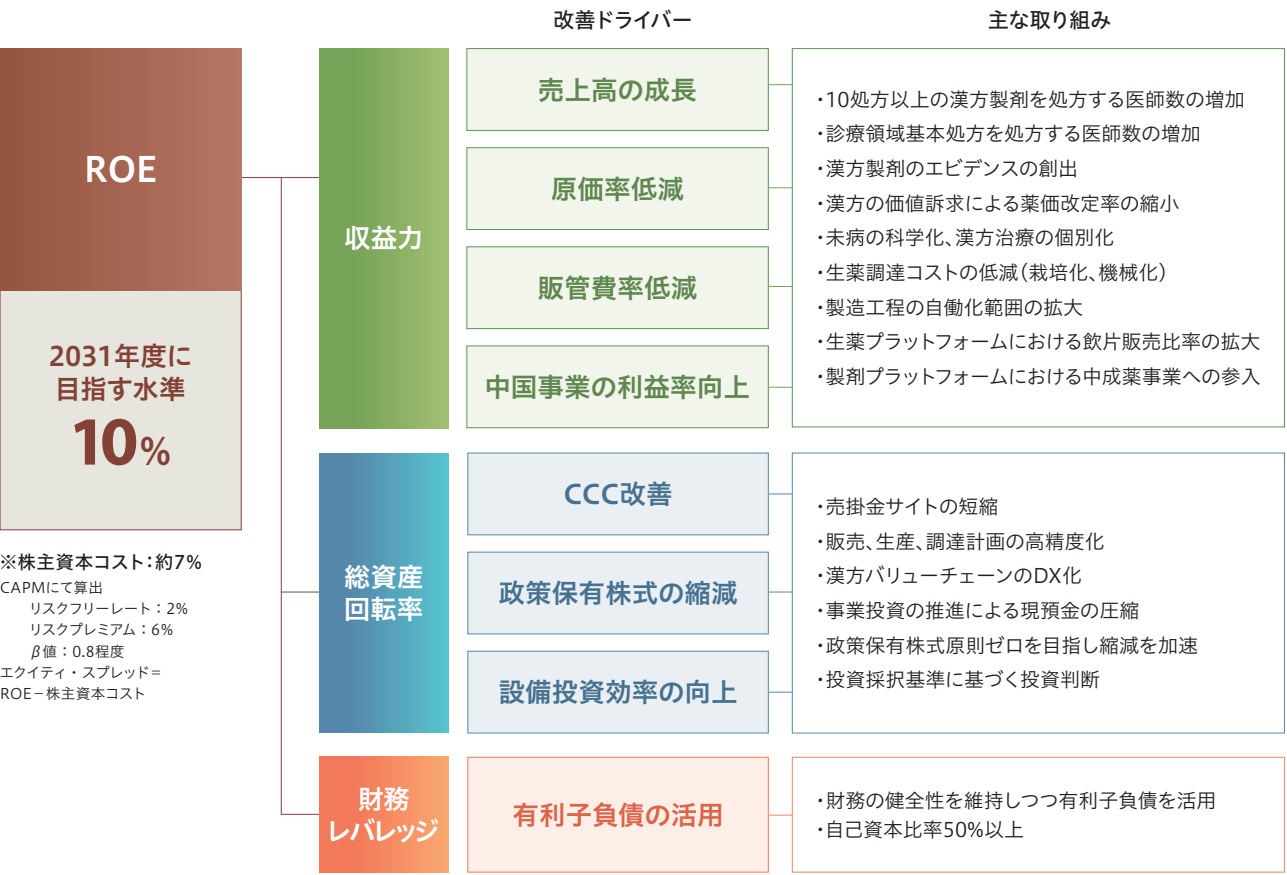 改善ドライバー
主な取り組み
ROE
2031年度に
目指す水準
10%
※株主資本コスト：約7%
CAPMにて算出
リスクフリーレート：2%
リスクプレミアム：6%
β値：0.8程度
エクイティ・スプレッド＝
ROE－株主資本コスト
収益力
売上高の成長
原価率低減
販管費率低減
中国事業の利益率向上
・10処方以上の漢方製剤を処方する医師数の増加
・診療領域基本処方を処方する医師数の増加
・漢方製剤のエビデンスの創出
・漢方の価値訴求による薬価改定率の縮小
・未病の科学化、漢方治療の個別化
・生薬調達コストの低減（栽培化、機械化）
・製造工程の自働化範囲の拡大
・生薬プラットフォームにおける飲片販売比率の拡大
・製剤プラットフォームにおける中成薬事業への参入
総資産
回転率
CCC改善
政策保有株式の縮減
設備投資効率の向上
・売掛金サイトの短縮
・販売、生産、調達計画の高精度化
・漢方バリューチェーンのDX化
・事業投資の推進による現預金の圧縮
・政策保有株式原則ゼロを目指し縮減を加速
・投資採択基準に基づく投資判断
財務
レバレッジ
有利子負債の活用
・財務の健全性を維持しつつ有利子負債を活用
・自己資本比率50%以上